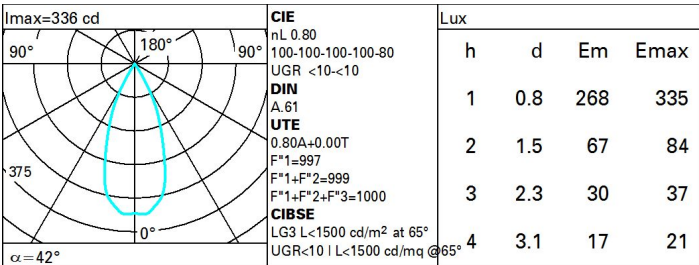 Imax=336 cd
90°
180°
90°
375
0°
α=42°
CIE
nL 0.80
100-100-100-100-80
UGR <10-<10
DIN
A.61
UTE
0.80A+0.00T
F"1=997
F"1+F"2=999
F"1+F"2+F"3=1000
CIBSE
LG3 L<1500 cd/m² at 65°
UGR<10 | L<1500 cd/mq @65°
Lux
h d Em Emax
1 0.8 268 335
2 1.5 67 84
3 2.3 30 37
4 3.1 17 21